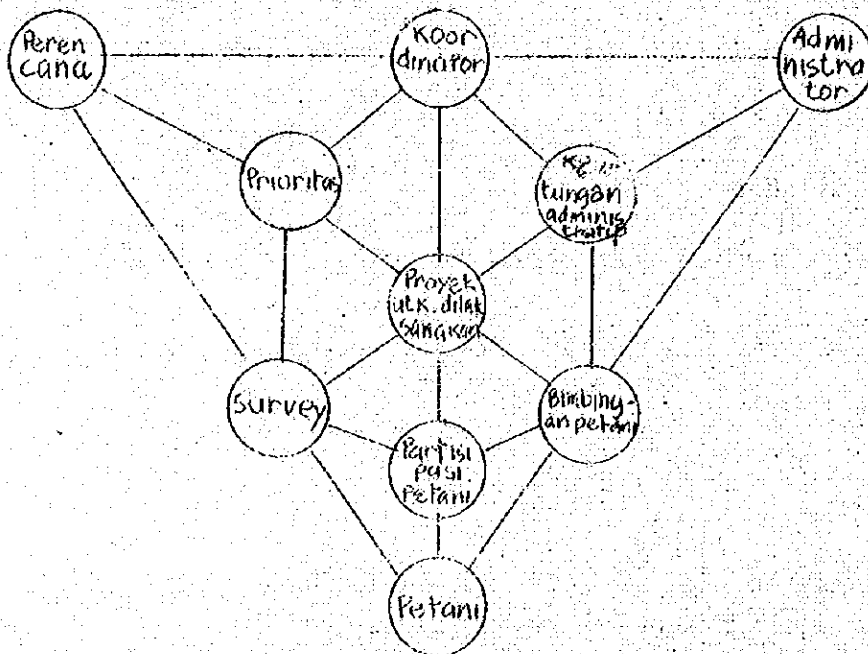 Peren
cana
Koor
dinator
Admi
nistra
tor
Prioritas
tungan
adminis
tratip
Proyek
utk. dilak
sanakan
Survey
Bimbing-
an petani
Partisi
pasi
petani
Petani